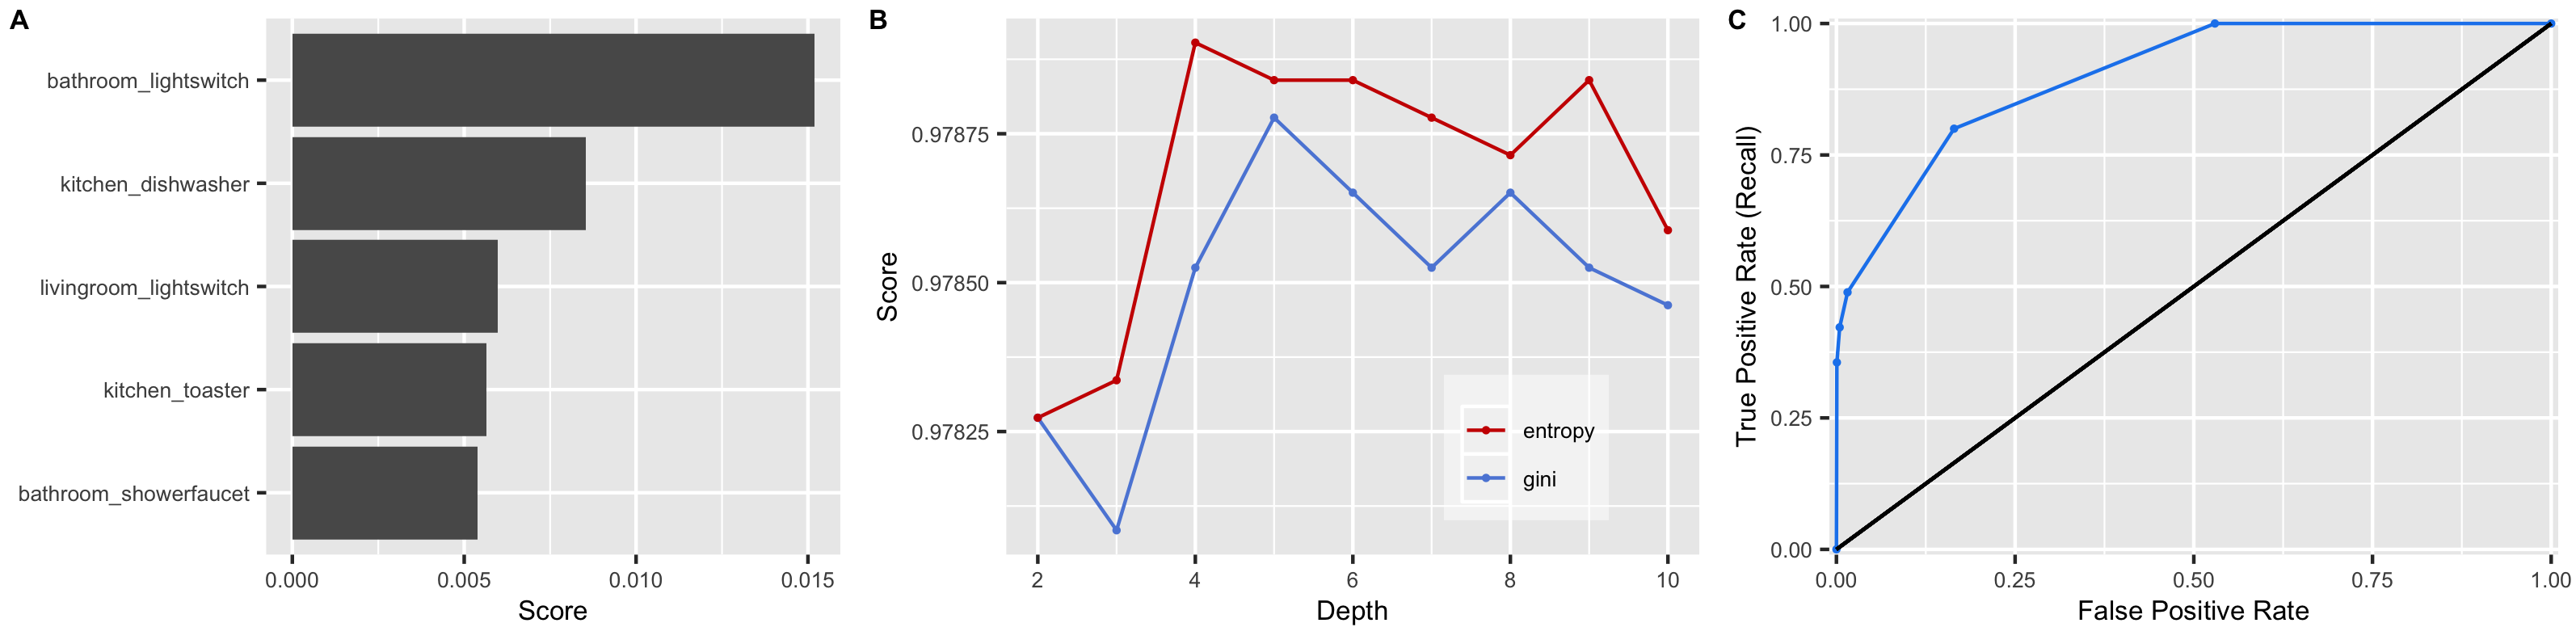 A
bathroom_lightswitch
kitchen_dishwasher
livingroom_lightswitch
kitchen_toaster
bathroom_showerfaucet
0.000 0.005 0.010 0.015
Score
B
Score
0.97875
0.97850
0.97825
entropy
gini
2 4 6 8 10
Depth
C
True Positive Rate (Recall)
1.00
0.75
0.50
0.25
0.00
0.00 0.25 0.50 0.75 1.00
False Positive Rate